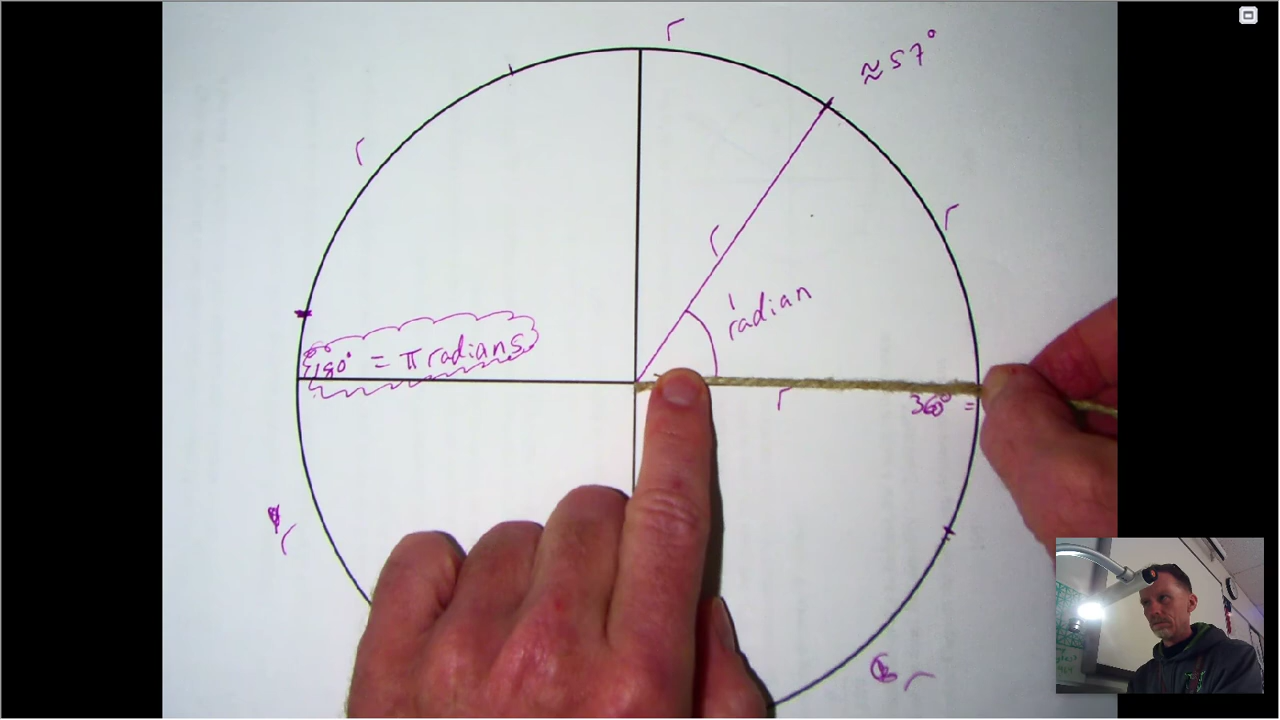 r
≈ 57°
r
r
r
1
radian
180° = π radians
r
360° =
r
r